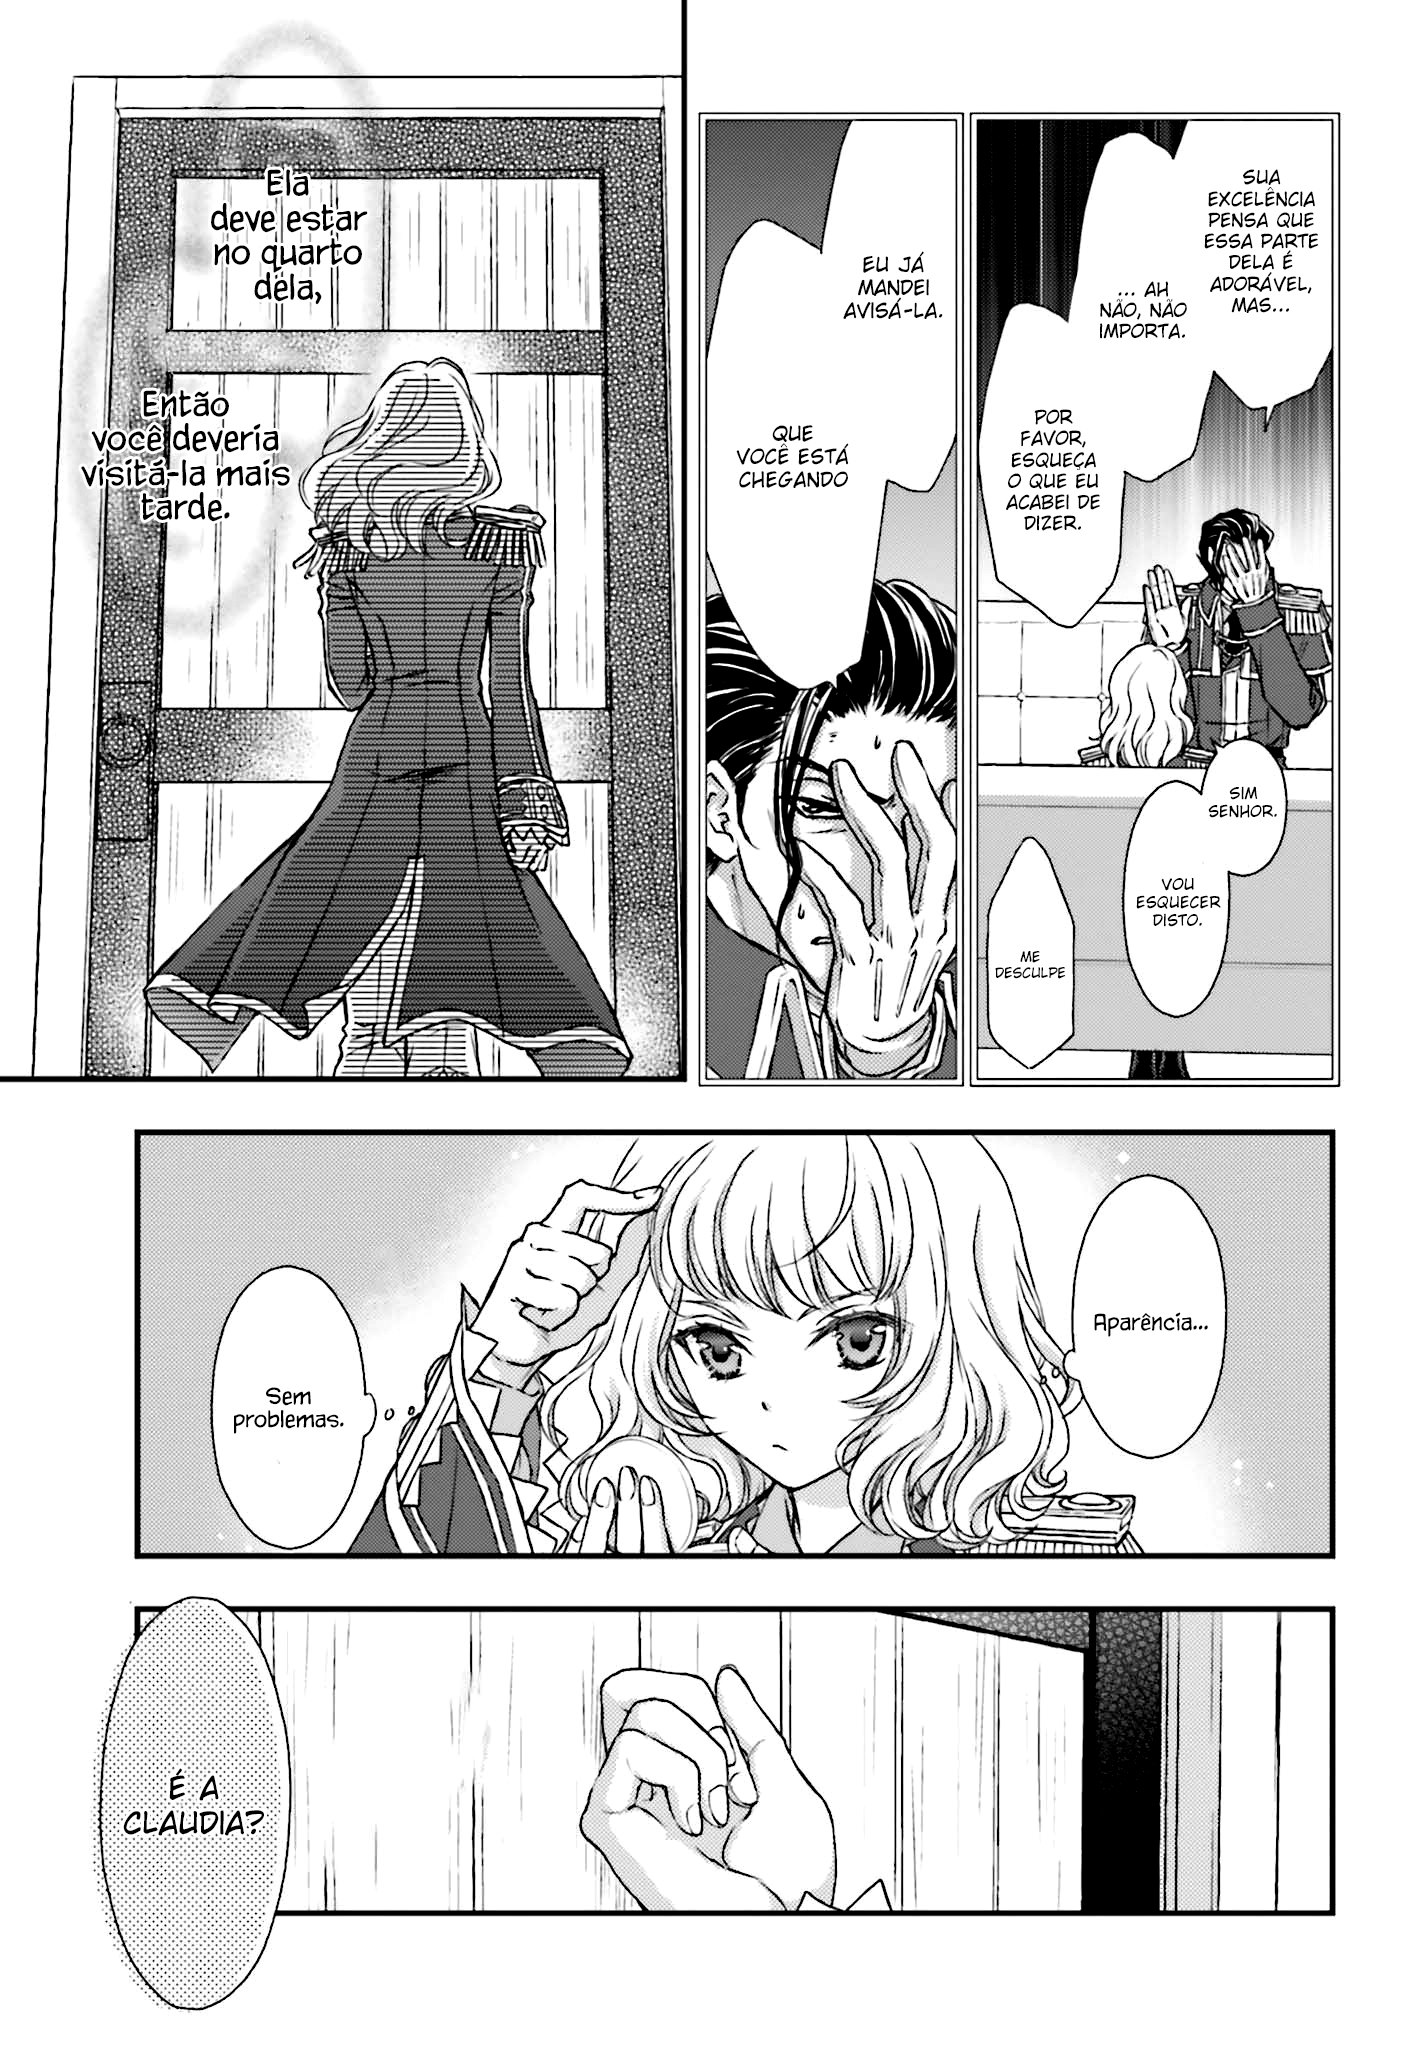 SUA
EXCELÊNCIA
PENSA QUE
ESSA PARTE
DELA É
ADORÁVEL,
MAS...
... AH
NÃO, NÃO
IMPORTA.
POR
FAVOR,
ESQUEÇA
O QUE EU
ACABEI DE
DIZER.
SIM
SENHOR.
VOU
ESQUECER
DISTO.
ME
DESCULPE
EU JÁ
MANDEI
AVISÁ-LA.
QUE
VOCÊ ESTÁ
CHEGANDO
Ela
deve estar
no quarto
dela,
Então
você deveria
visitá-la mais
tarde.
Aparência...
Sem
problemas.
É A
CLAUDIA?